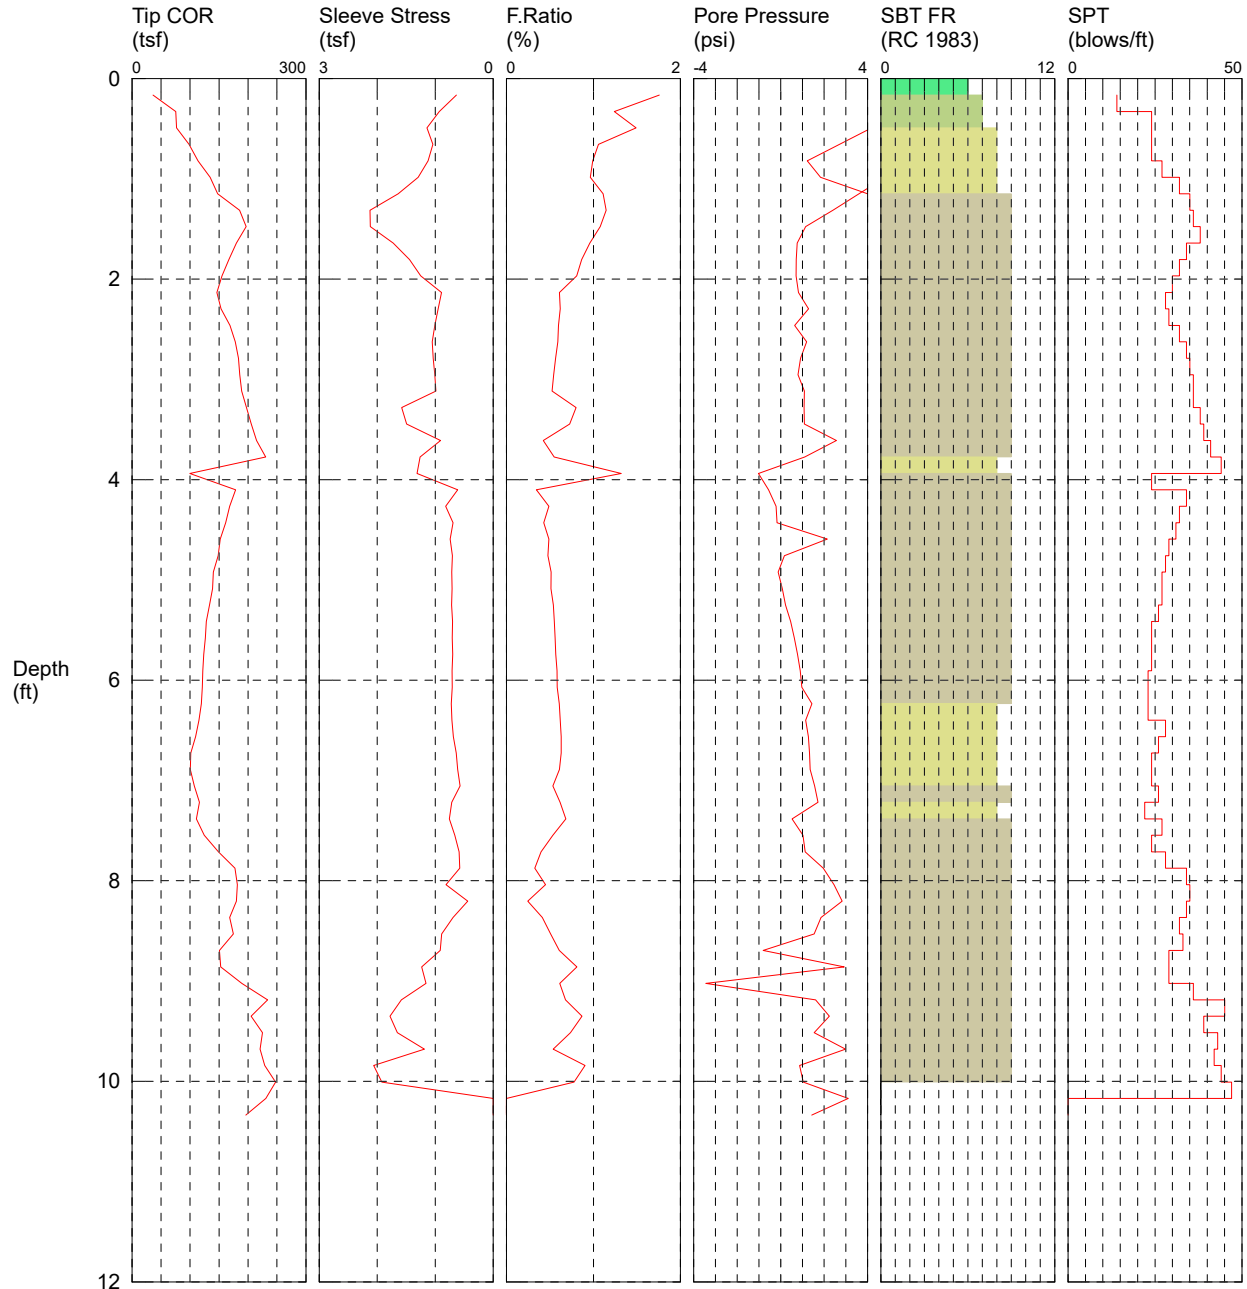 Tip COR
(tsf)
Sleeve Stress
(tsf)
F.Ratio
(%)
Pore Pressure
(psi)
SBT FR
(RC 1983)
SPT
(blows/ft)
0 300
3 0
0 2
-4 4
0 12
0 50
0
2
4
Depth
(ft)
6
8
10
12